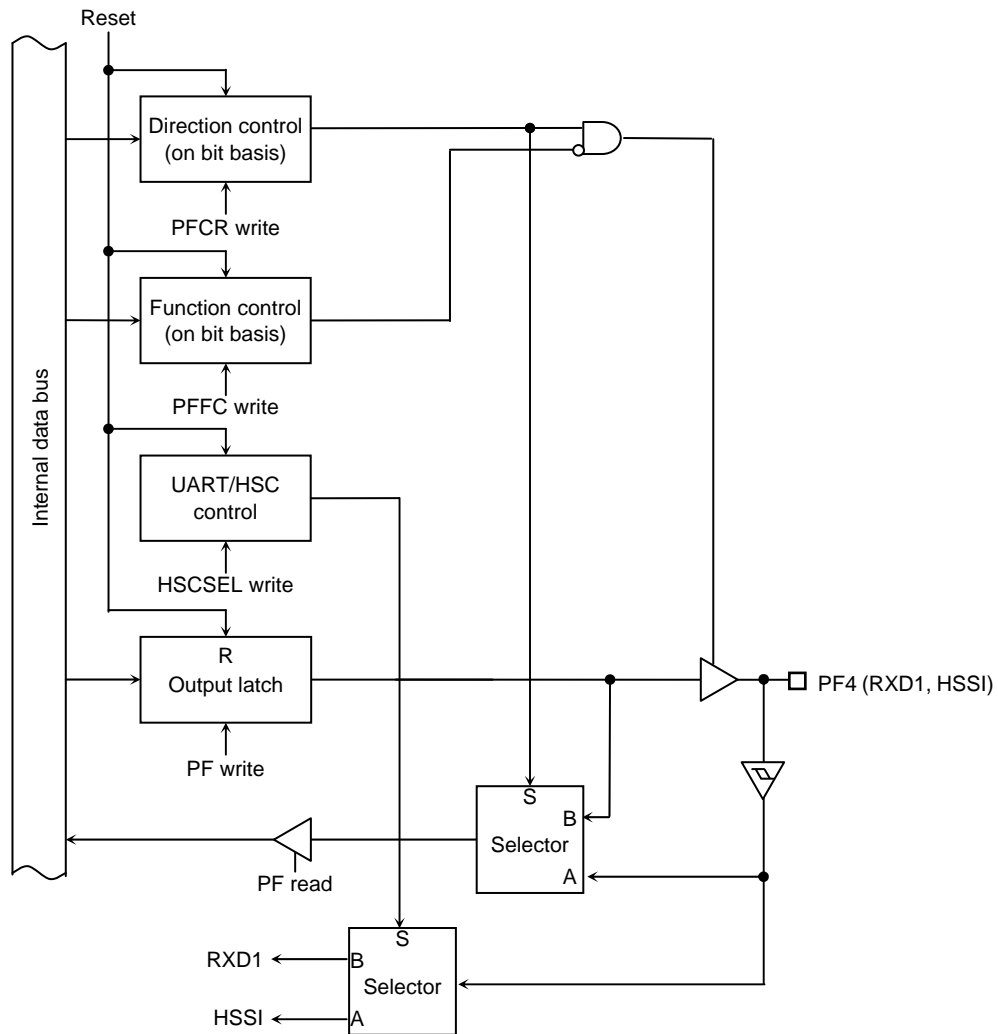 Reset
Internal data bus
Direction control
(on bit basis)
PFCR write
Function control
(on bit basis)
PFFC write
UART/HSC
control
HSCSEL write
R
Output latch
PF write
PF4 (RXD1, HSSI)
S
B
Selector
A
PF read
S
RXD1
B
Selector
HSSI
A